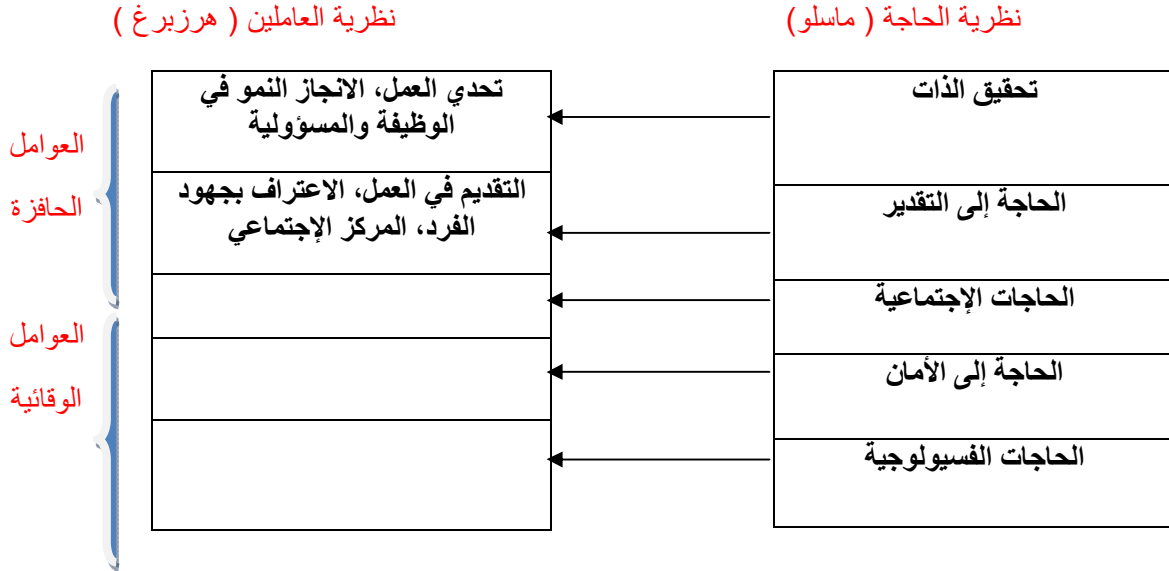 نظرية الحاجة ( ماسلو)
نظرية العاملين ( هرزبرغ )
تحقيق الذات
الحاجة إلى التقدير
الحاجات الإجتماعية
الحاجة إلى الأمان
الحاجات الفسيولوجية
تحدي العمل، الانجاز النمو في
الوظيفة والمسؤولية
التقديم في العمل، الاعتراف بجهود
الفرد، المركز الإجتماعي
العوامل
الحافزة
العوامل
الوقائية